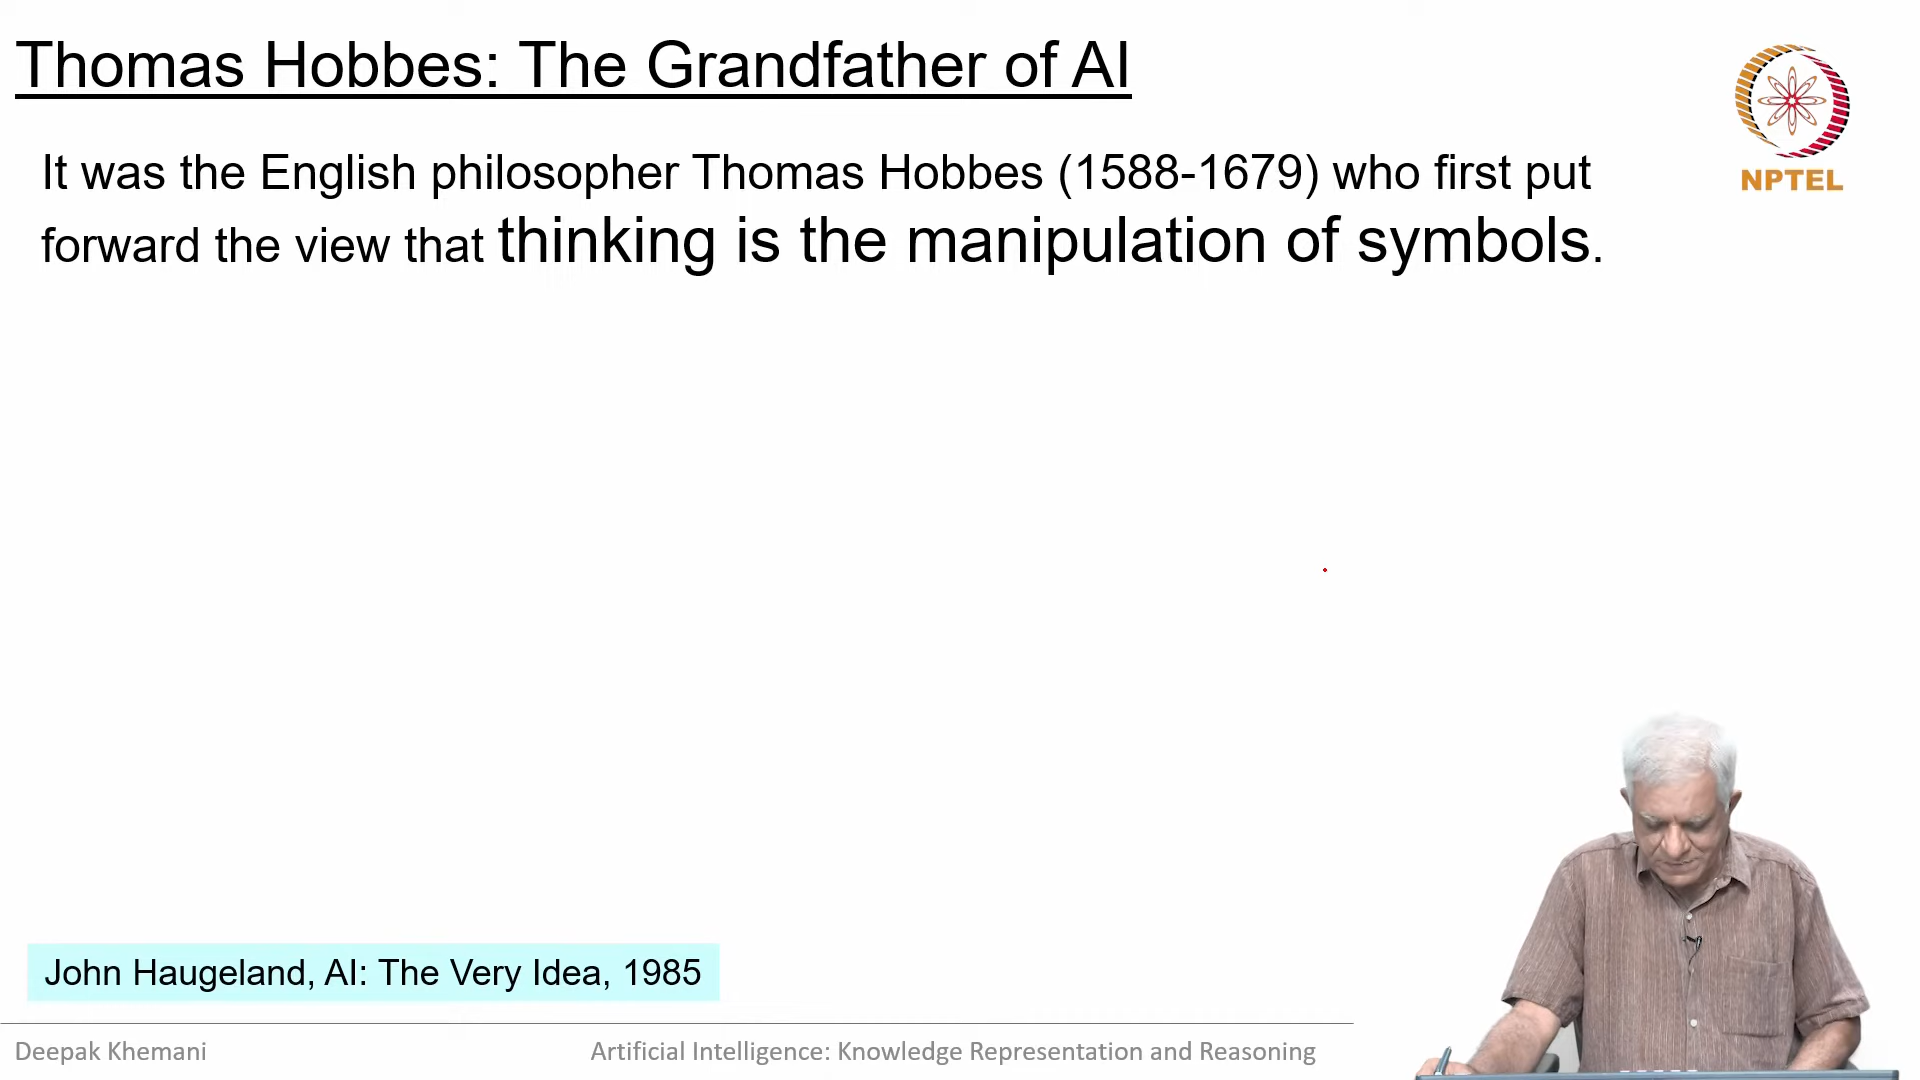 Thomas Hobbes: The Grandfather of AI
NPTEL
It was the English philosopher Thomas Hobbes (1588-1679) who first put
forward the view that thinking is the manipulation of symbols.
John Haugeland, AI: The Very Idea, 1985
Deepak Khemani
Artificial Intelligence: Knowledge Representation and Reasoning